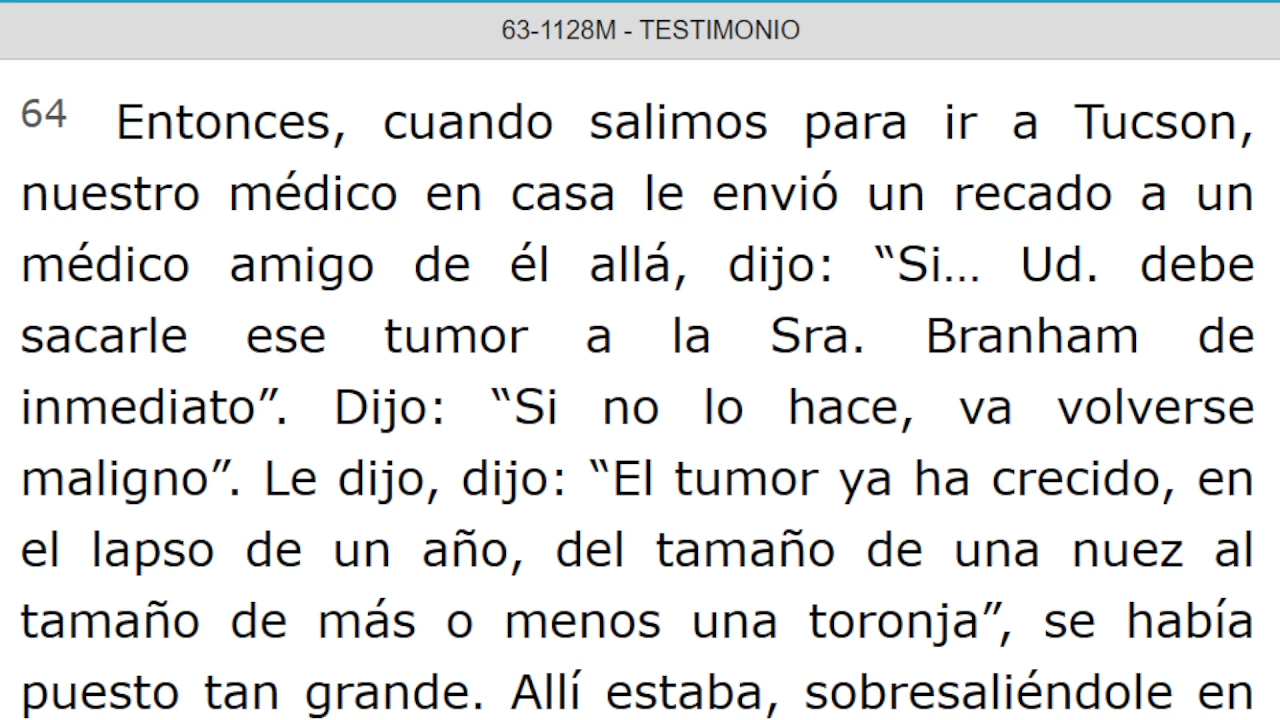 63-1128M - TESTIMONIO
64 Entonces, cuando salimos para ir a Tucson,
nuestro médico en casa le envió un recado a un
médico amigo de él allá, dijo: “Si... Ud. debe
sacarle ese tumor a la Sra. Branham de
inmediato”. Dijo: “Si no lo hace, va volverse
maligno”. Le dijo, dijo: “El tumor ya ha crecido, en
el lapso de un año, del tamaño de una nuez al
tamaño de más o menos una toronja”, se había
puesto tan grande. Allí estaba, sobresaliéndole en